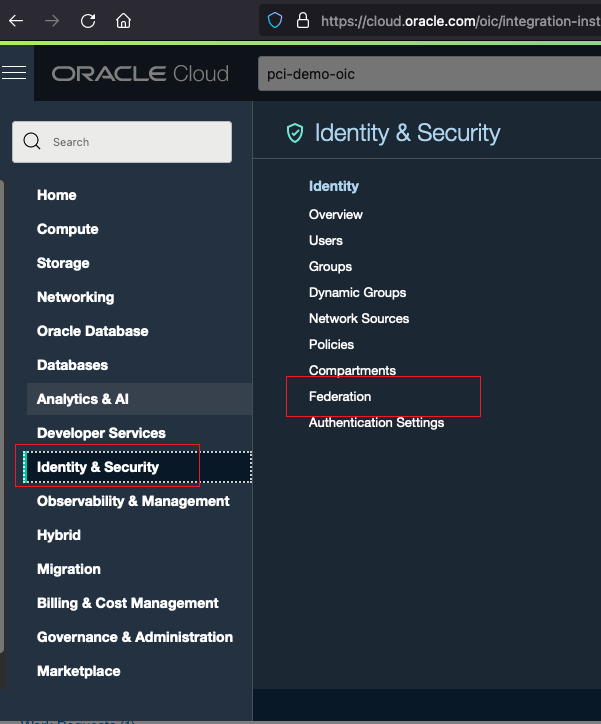 https://cloud.oracle.com/oic/integration-inst
ORACLE Cloud
pci-demo-oic
Search
Home
Compute
Storage
Networking
Oracle Database
Databases
Analytics & AI
Developer Services
Identity & Security
Observability & Management
Hybrid
Migration
Billing & Cost Management
Governance & Administration
Marketplace
Identity & Security
Identity
Overview
Users
Groups
Dynamic Groups
Network Sources
Policies
Compartments
Federation
Authentication Settings